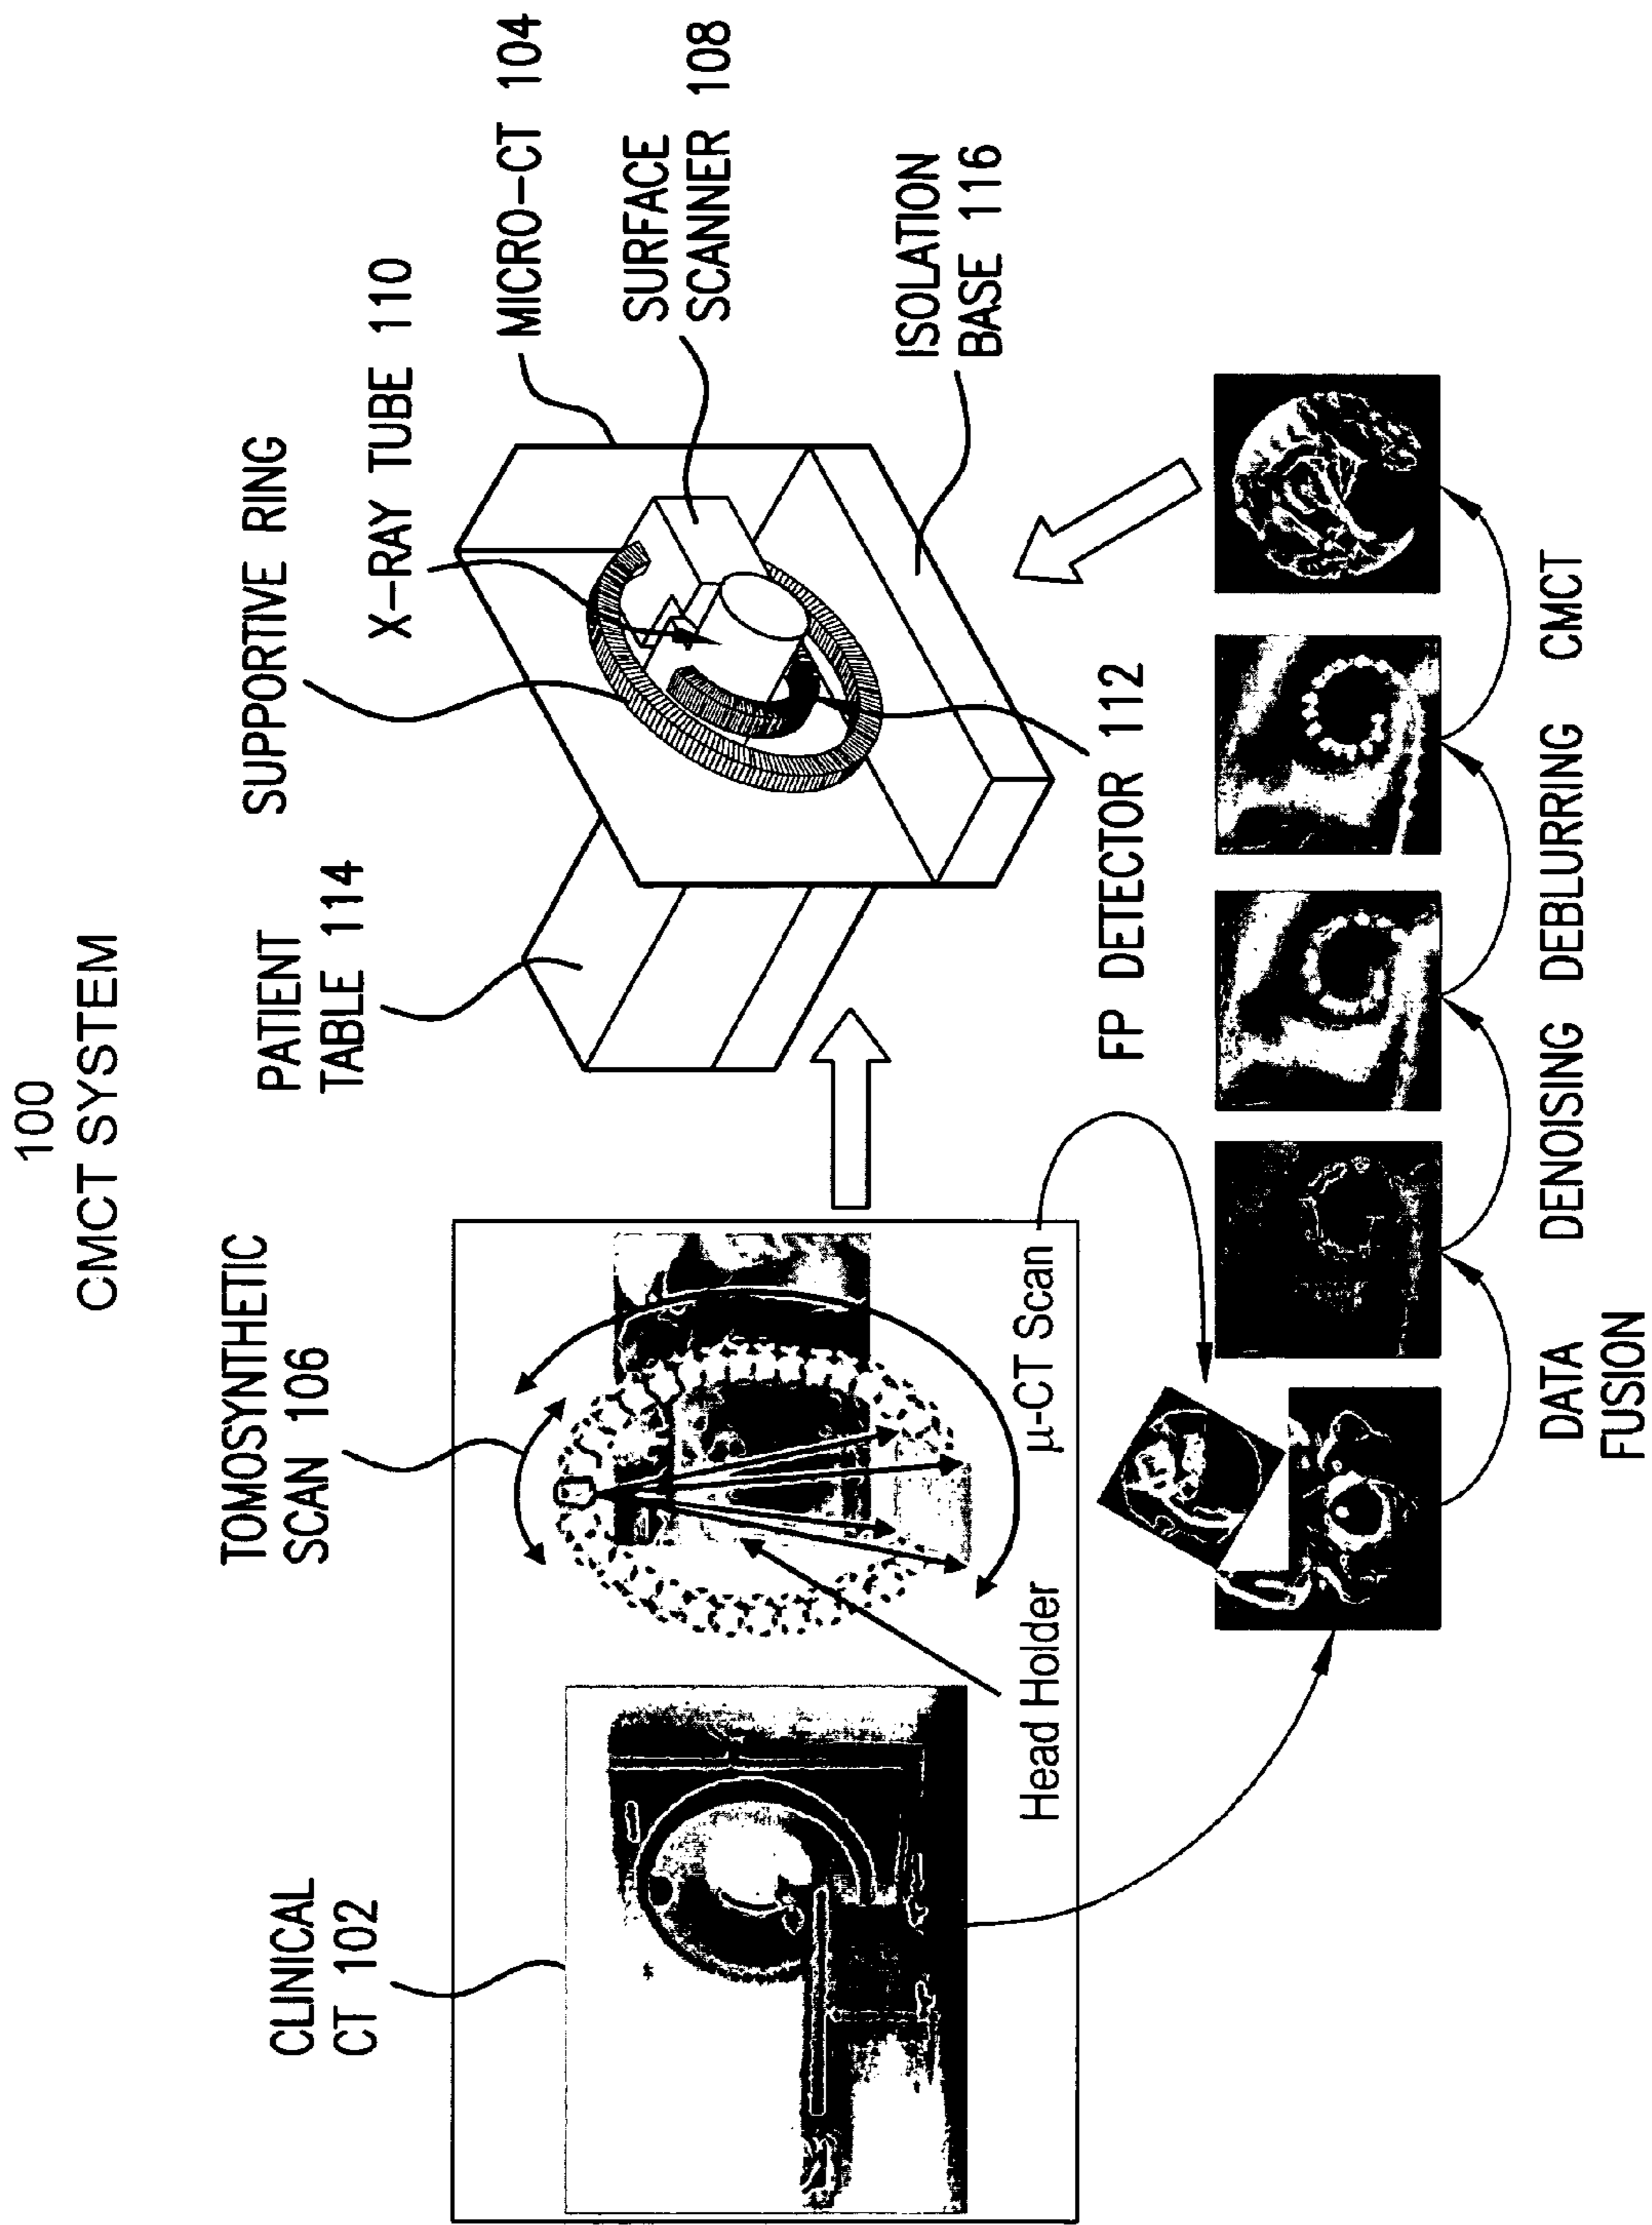 100
CMCT SYSTEM
CLINICAL
CT 102
TOMOSYNTHETIC
SCAN 106
PATIENT
TABLE 114
SUPPORTIVE RING
X-RAY TUBE 110
MICRO-CT 104
SURFACE
SCANNER 108
ISOLATION
BASE 116
Head Holder
μ-CT Scan
FP DETECTOR 112
DATA
FUSION
DENOISING
DEBLURRING
CMCT